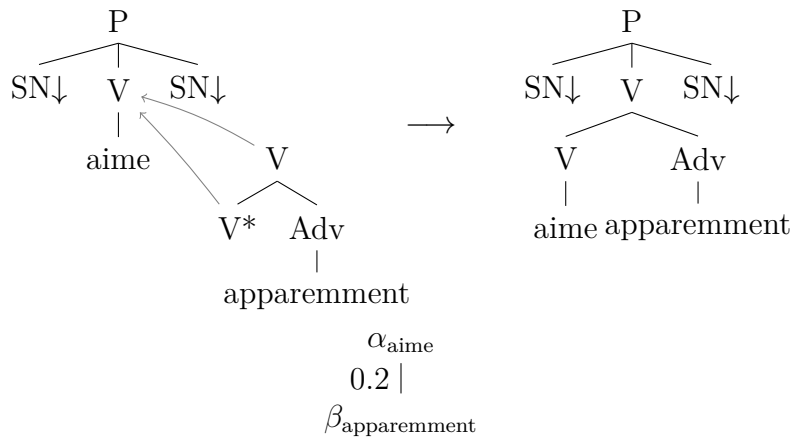 P P
SN↓ V SN↓ SN↓ V SN↓
aime ⟶ V V Adv
V* Adv aime apparemment
apparemment
α_aime
0.2
β_apparemment